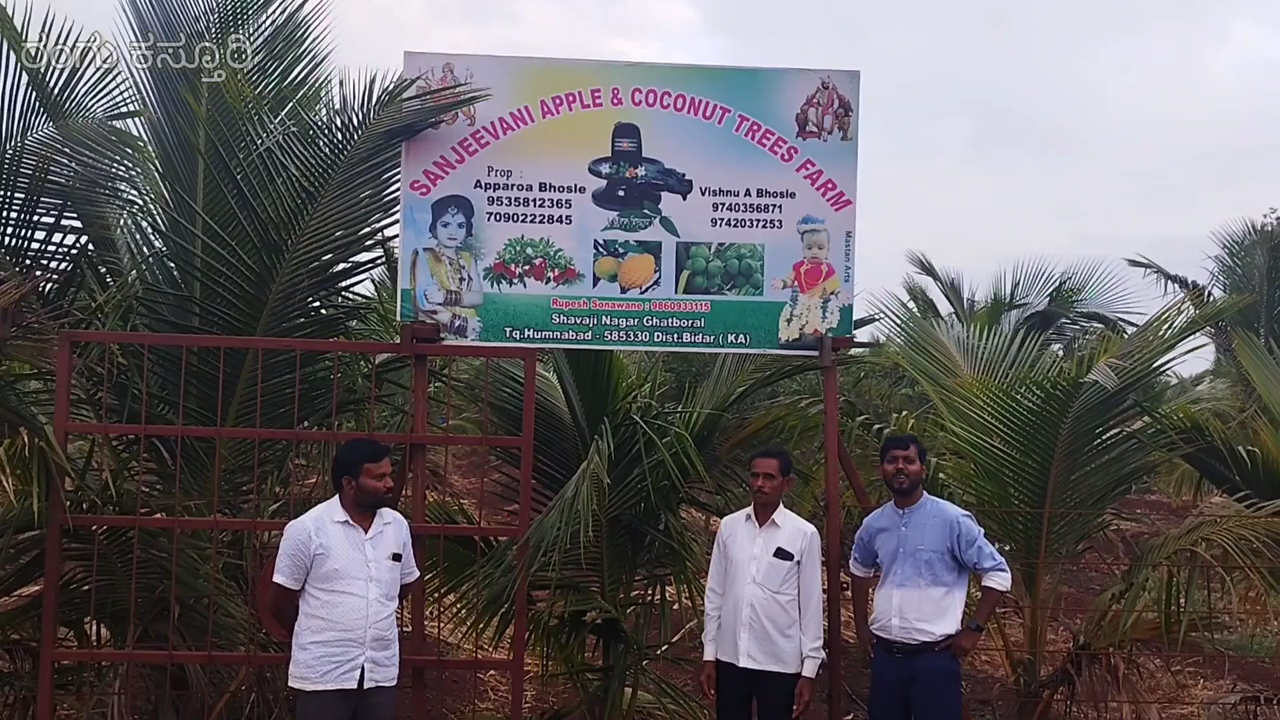 ರಂಗು ಕಸ್ತೂರಿ
SANJEEVANI APPLE & COCONUT TREES FARM
Prop :
Apparoa Bhosle
9535812365
7090222845
Vishnu A Bhosle
9740356871
9742037253
Mastan Arts
Rupesh Sonawane : 9860933115
Shavaji Nagar Ghatboral
Tq.Humnabad - 585330 Dist.Bidar ( KA)